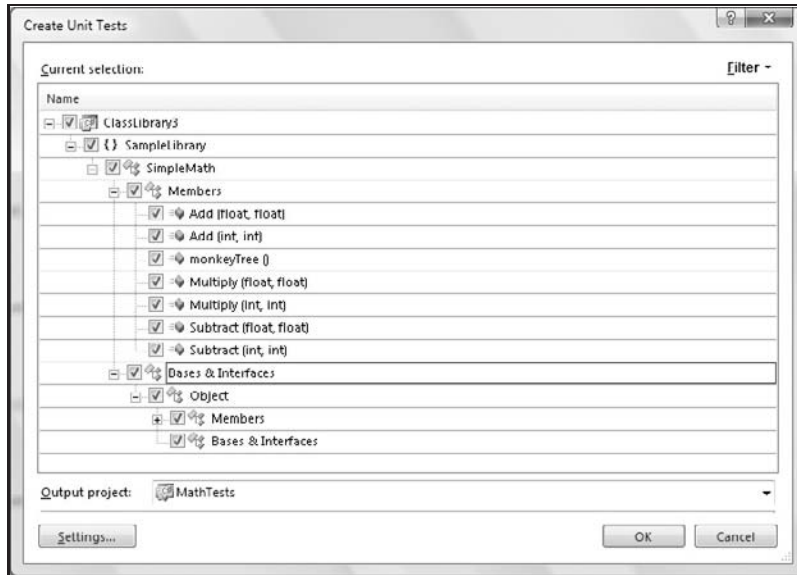 Create Unit Tests
Current selection:
Filter
Name
ClassLibrary3
{} SampleLibrary
SimpleMath
Members
Add (float, float)
Add (int, int)
monkeyTree ()
Multiply (float, float)
Multiply (int, int)
Subtract (float, float)
Subtract (int, int)
Bases & Interfaces
Object
Members
Bases & Interfaces
Output project: MathTests
Settings... OK Cancel